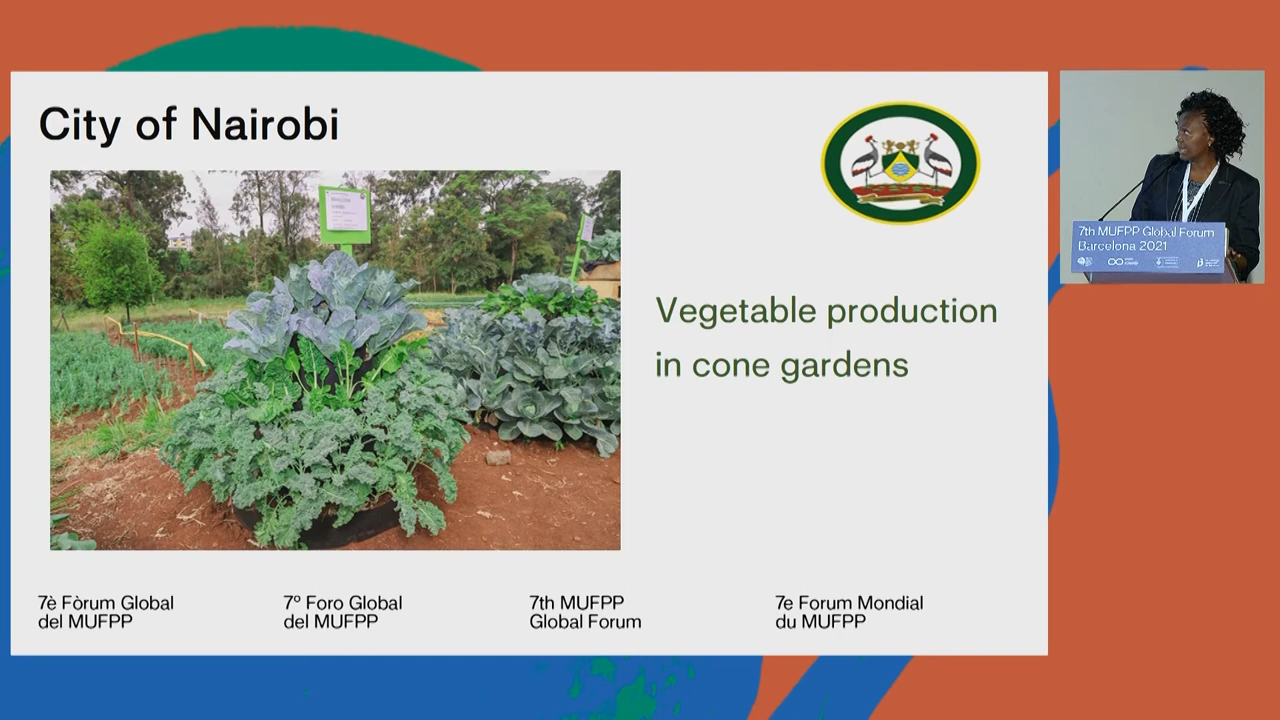 City of Nairobi
Vegetable production
in cone gardens
7th MUFPP Global Forum
Barcelona 2021
7è Fòrum Global
del MUFPP
7º Foro Global
del MUFPP
7th MUFPP
Global Forum
7e Forum Mondial
du MUFPP